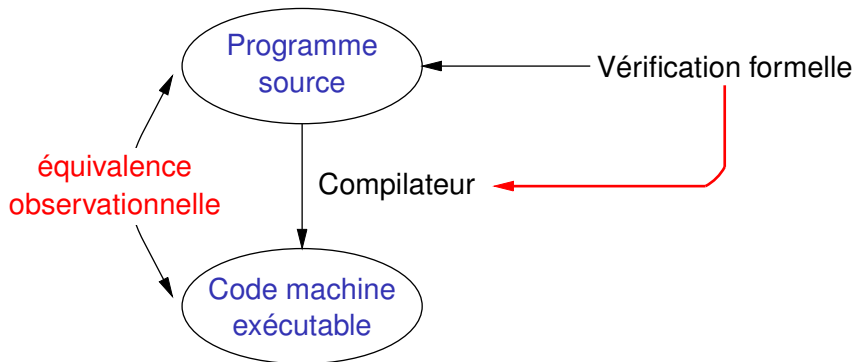 Programme
source
Vérification formelle
équivalence
observationnelle
Compilateur
Code machine
exécutable